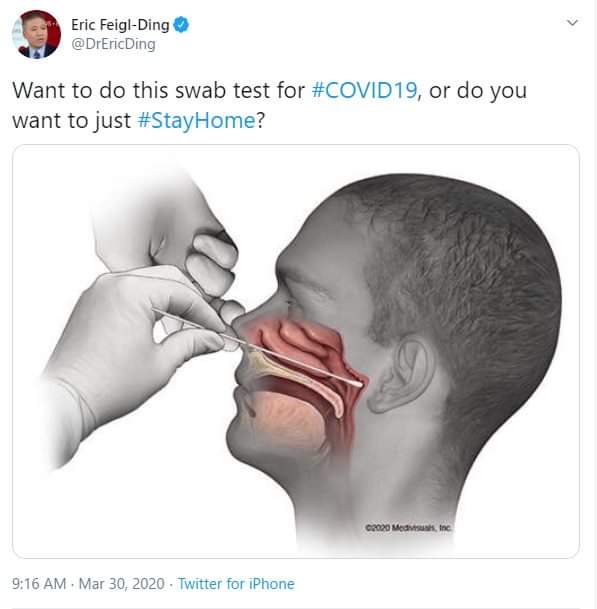 Eric Feigl-Ding
@DrEricDing
Want to do this swab test for #COVID19, or do you
want to just #StayHome?
©2020 Medivisuals, Inc.
9:16 AM · Mar 30, 2020 · Twitter for iPhone